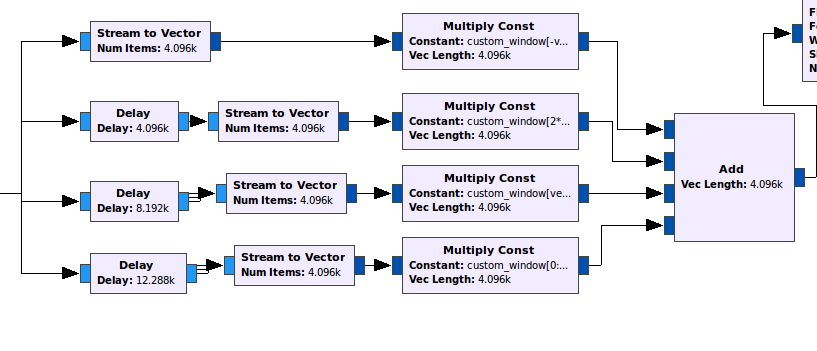 Stream to Vector
Num Items: 4.096k
Multiply Const
Constant: custom_window[-v...
Vec Length: 4.096k
Delay
Delay: 4.096k
Stream to Vector
Num Items: 4.096k
Multiply Const
Constant: custom_window[2*...
Vec Length: 4.096k
Delay
Delay: 8.192k
Stream to Vector
Num Items: 4.096k
Multiply Const
Constant: custom_window[ve...
Vec Length: 4.096k
Delay
Delay: 12.288k
Stream to Vector
Num Items: 4.096k
Multiply Const
Constant: custom_window[0:...
Vec Length: 4.096k
Add
Vec Length: 4.096k